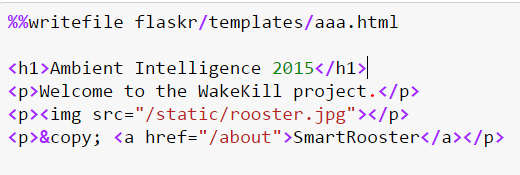 %%writefile flaskr/templates/aaa.html
<h1>Ambient Intelligence 2015</h1>
<p>Welcome to the WakeKill project.</p>
<p><img src="/static/rooster.jpg"></p>
<p>&copy; <a href="/about">SmartRooster</a></p>